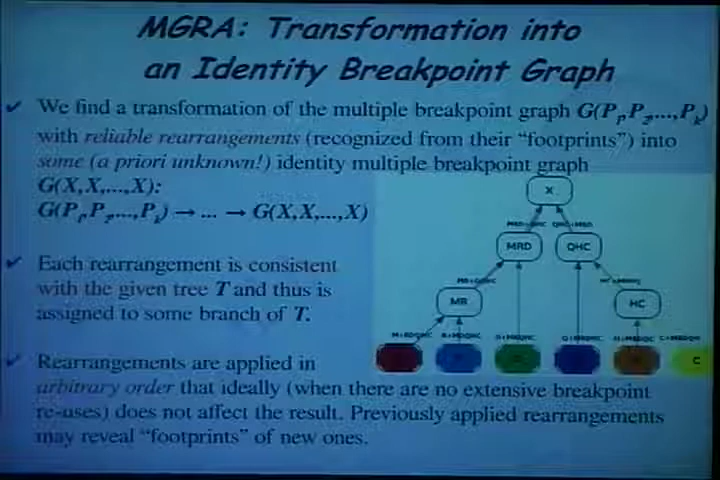 MGRA: Transformation into
an Identity Breakpoint Graph
✔ We find a transformation of the multiple breakpoint graph G(P₁,P₂,...,Pₖ)
with reliable rearrangements (recognized from their “footprints”) into
some (a priori unknown!) identity multiple breakpoint graph
G(X,X,...,X):
G(P₁,P₂,...,Pₖ) → ... → G(X,X,...,X)
✔ Each rearrangement is consistent
with the given tree T and thus is
assigned to some branch of T.
✔ Rearrangements are applied in
arbitrary order that ideally (when there are no extensive breakpoint
re-uses) does not affect the result. Previously applied rearrangements
may reveal “footprints” of new ones.
X
MRD QHC
MR HC
C